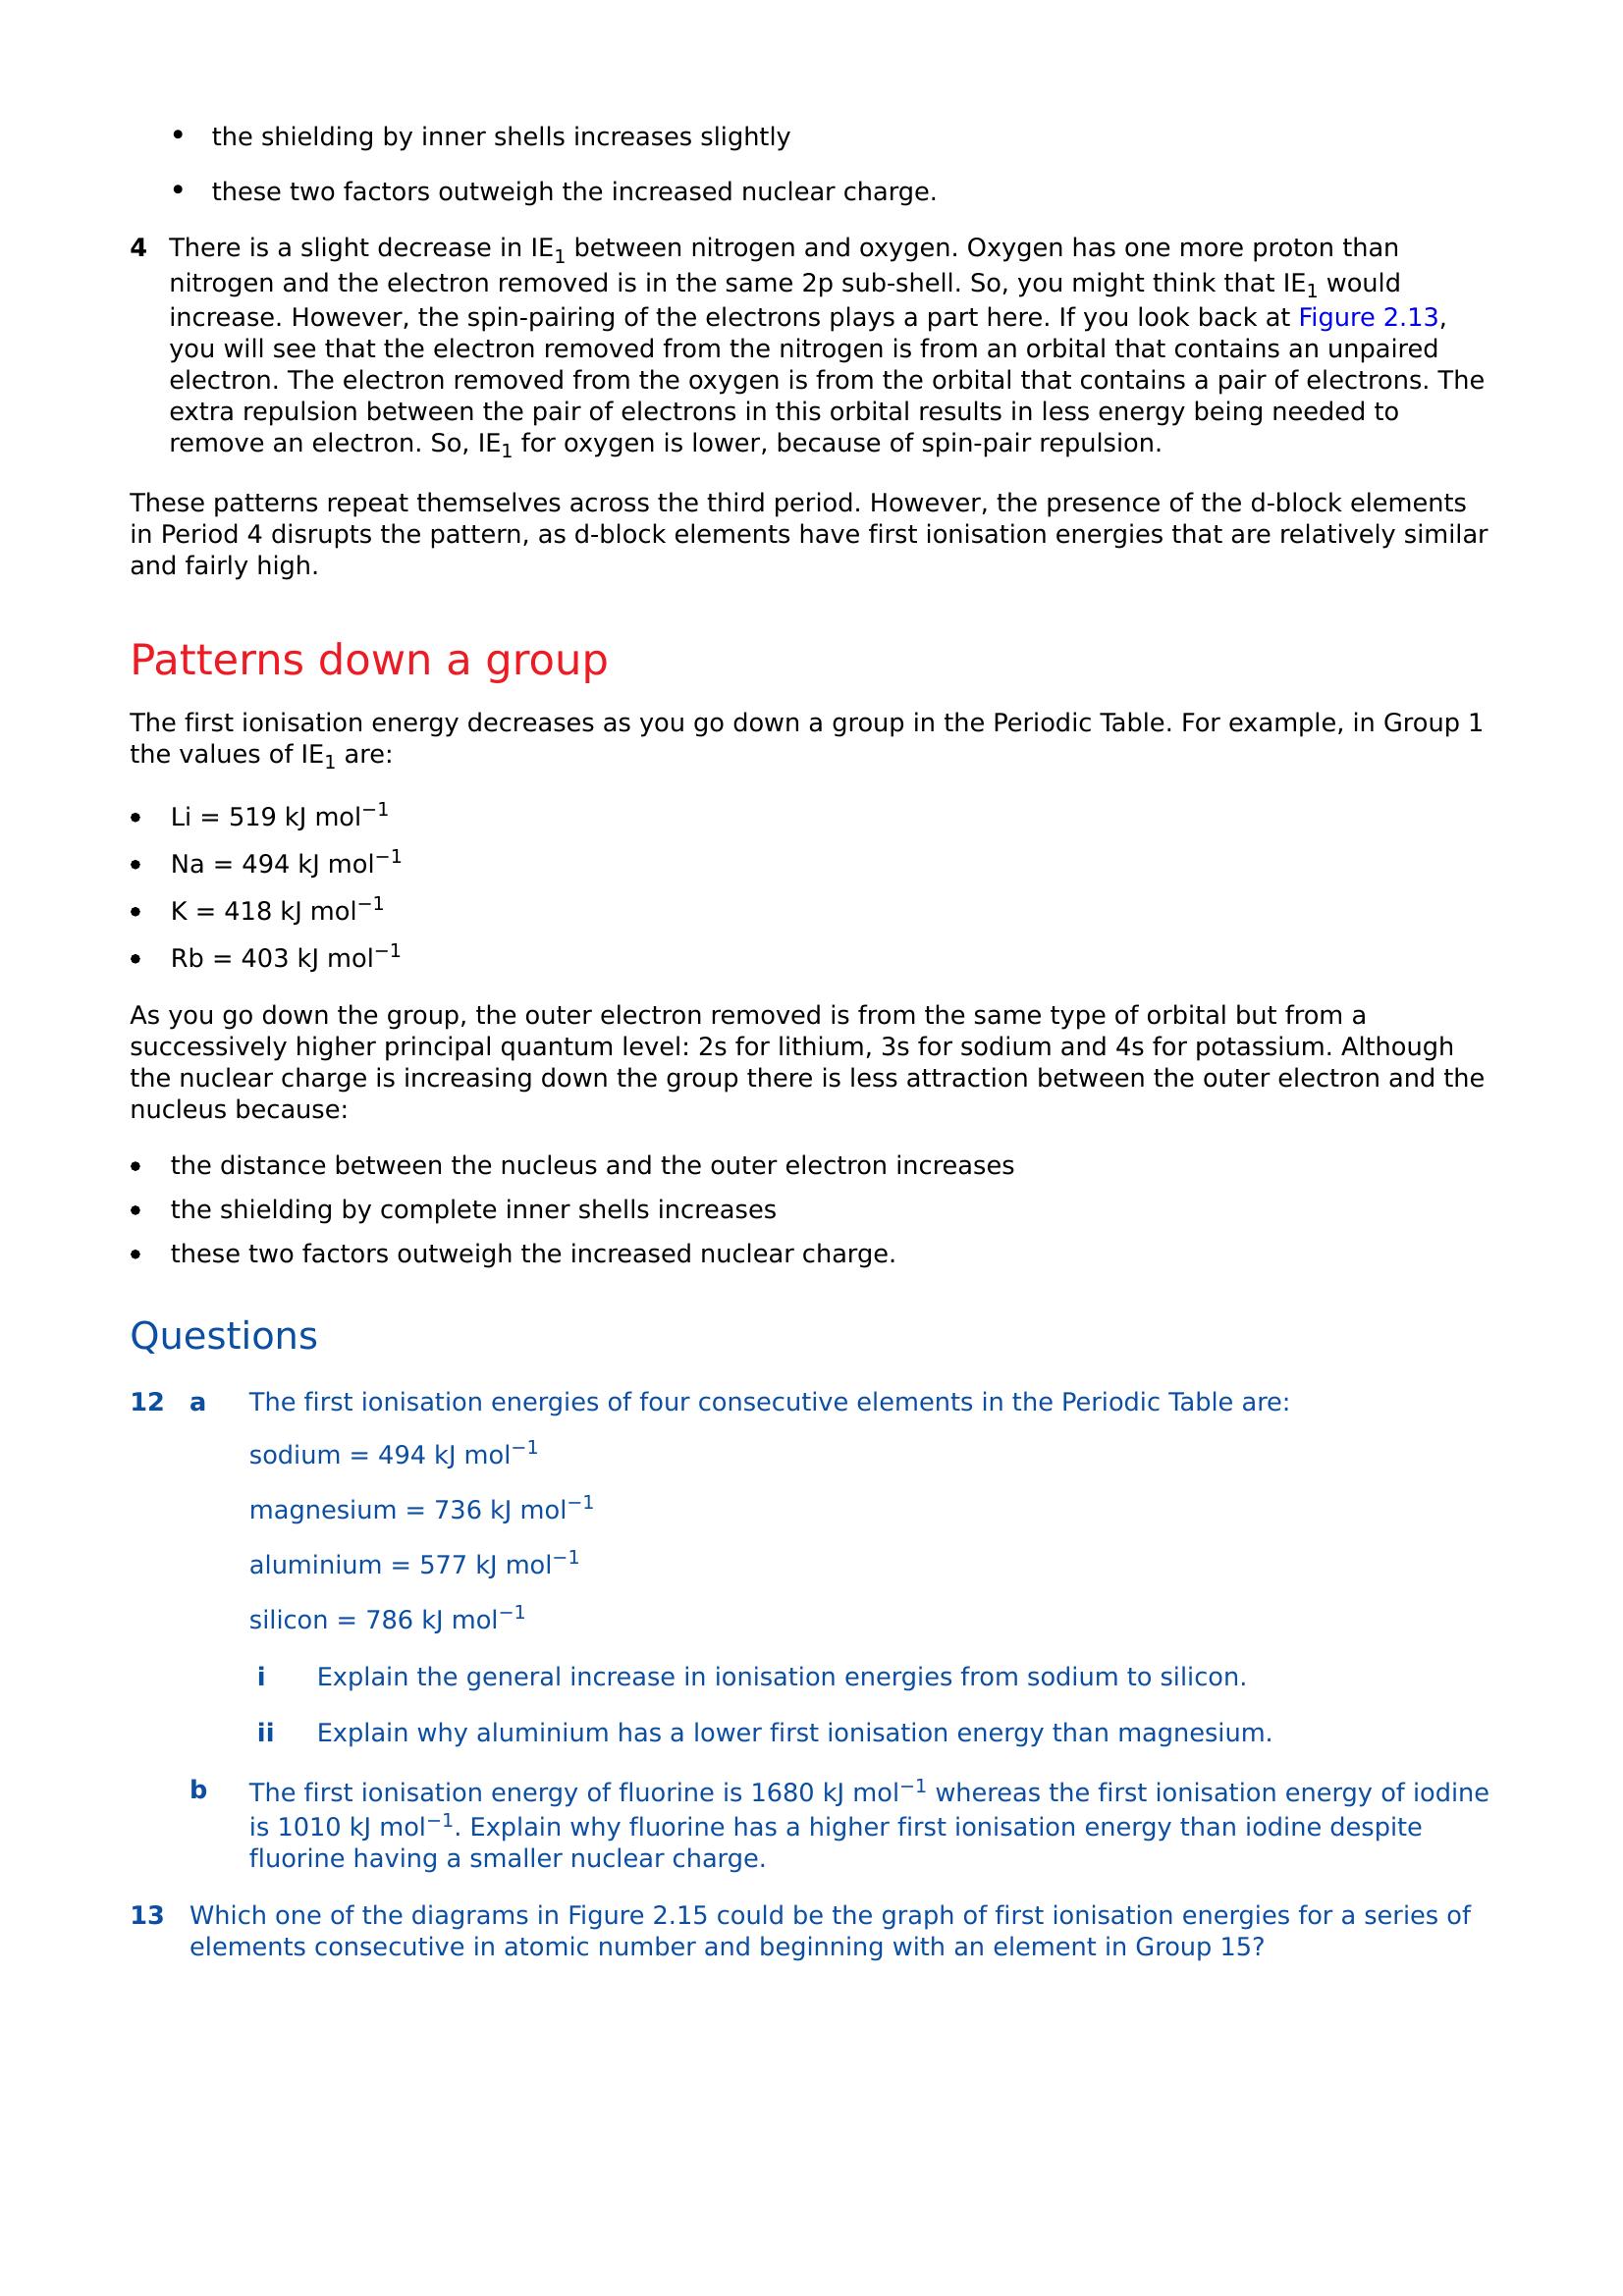 • the shielding by inner shells increases slightly
• these two factors outweigh the increased nuclear charge.
4 There is a slight decrease in IE₁ between nitrogen and oxygen. Oxygen has one more proton than
nitrogen and the electron removed is in the same 2p sub-shell. So, you might think that IE₁ would
increase. However, the spin-pairing of the electrons plays a part here. If you look back at Figure 2.13,
you will see that the electron removed from the nitrogen is from an orbital that contains an unpaired
electron. The electron removed from the oxygen is from the orbital that contains a pair of electrons. The
extra repulsion between the pair of electrons in this orbital results in less energy being needed to
remove an electron. So, IE₁ for oxygen is lower, because of spin-pair repulsion.
These patterns repeat themselves across the third period. However, the presence of the d-block elements
in Period 4 disrupts the pattern, as d-block elements have first ionisation energies that are relatively similar
and fairly high.
Patterns down a group
The first ionisation energy decreases as you go down a group in the Periodic Table. For example, in Group 1
the values of IE₁ are:
• Li = 519 kJ mol⁻¹
• Na = 494 kJ mol⁻¹
• K = 418 kJ mol⁻¹
• Rb = 403 kJ mol⁻¹
As you go down the group, the outer electron removed is from the same type of orbital but from a
successively higher principal quantum level: 2s for lithium, 3s for sodium and 4s for potassium. Although
the nuclear charge is increasing down the group there is less attraction between the outer electron and the
nucleus because:
• the distance between the nucleus and the outer electron increases
• the shielding by complete inner shells increases
• these two factors outweigh the increased nuclear charge.
Questions
12 a The first ionisation energies of four consecutive elements in the Periodic Table are:
sodium = 494 kJ mol⁻¹
magnesium = 736 kJ mol⁻¹
aluminium = 577 kJ mol⁻¹
silicon = 786 kJ mol⁻¹
i Explain the general increase in ionisation energies from sodium to silicon.
ii Explain why aluminium has a lower first ionisation energy than magnesium.
b The first ionisation energy of fluorine is 1680 kJ mol⁻¹ whereas the first ionisation energy of iodine
is 1010 kJ mol⁻¹. Explain why fluorine has a higher first ionisation energy than iodine despite
fluorine having a smaller nuclear charge.
13 Which one of the diagrams in Figure 2.15 could be the graph of first ionisation energies for a series of
elements consecutive in atomic number and beginning with an element in Group 15?